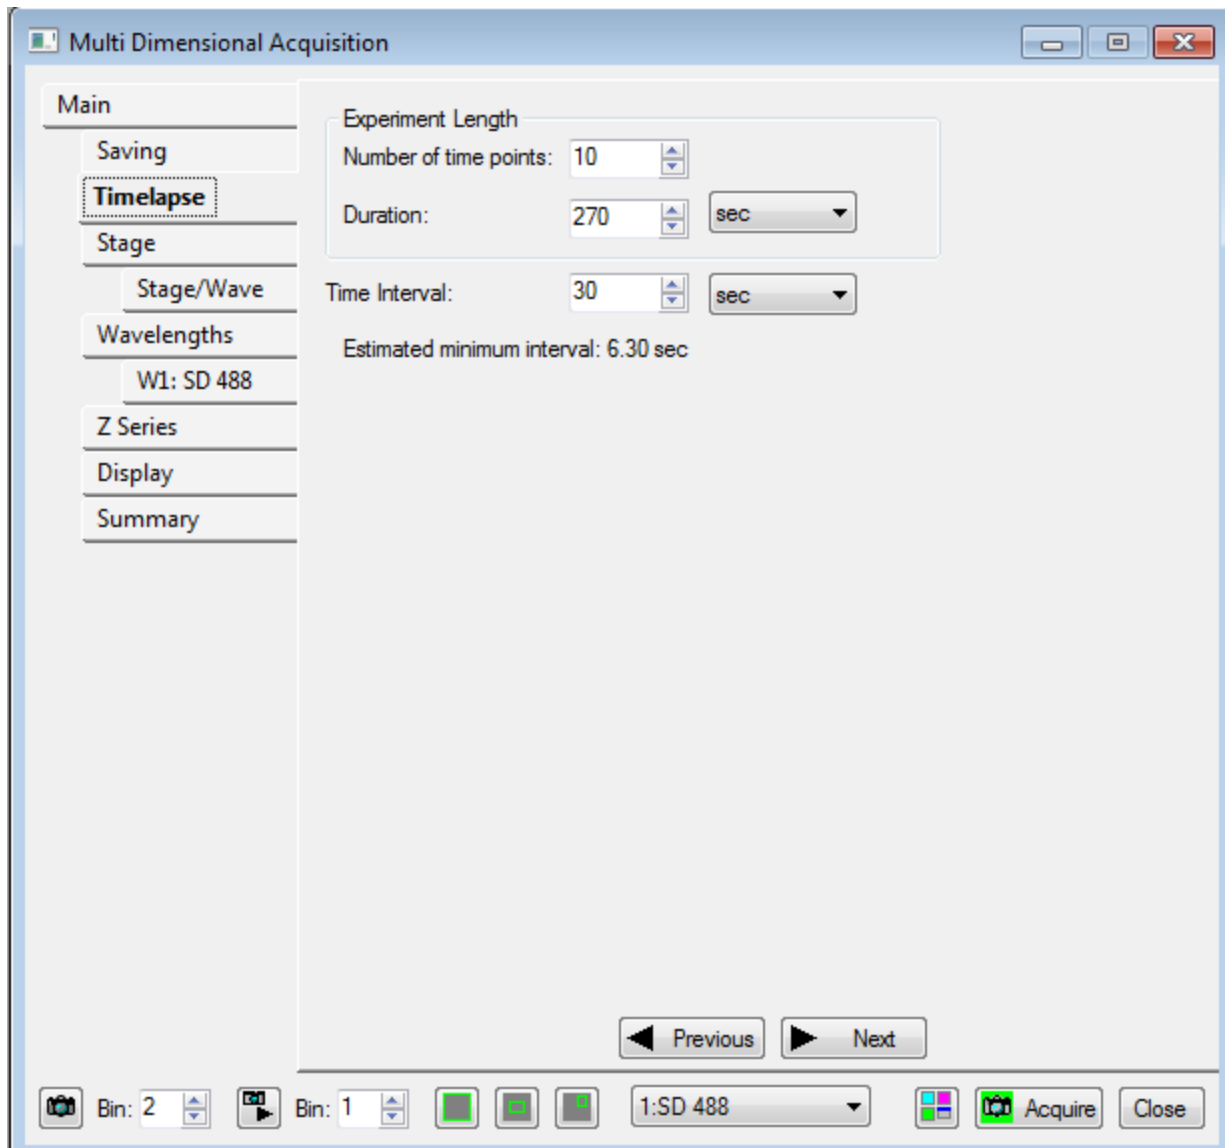 Multi Dimensional Acquisition
Main
Saving
Timelapse
Stage
Stage/Wave
Wavelengths
W1: SD 488
Z Series
Display
Summary
Experiment Length
Number of time points: 10
Duration: 270 sec
Time Interval: 30 sec
Estimated minimum interval: 6.30 sec
Previous Next
Bin: 2 Bin: 1 1:SD 488 Acquire Close